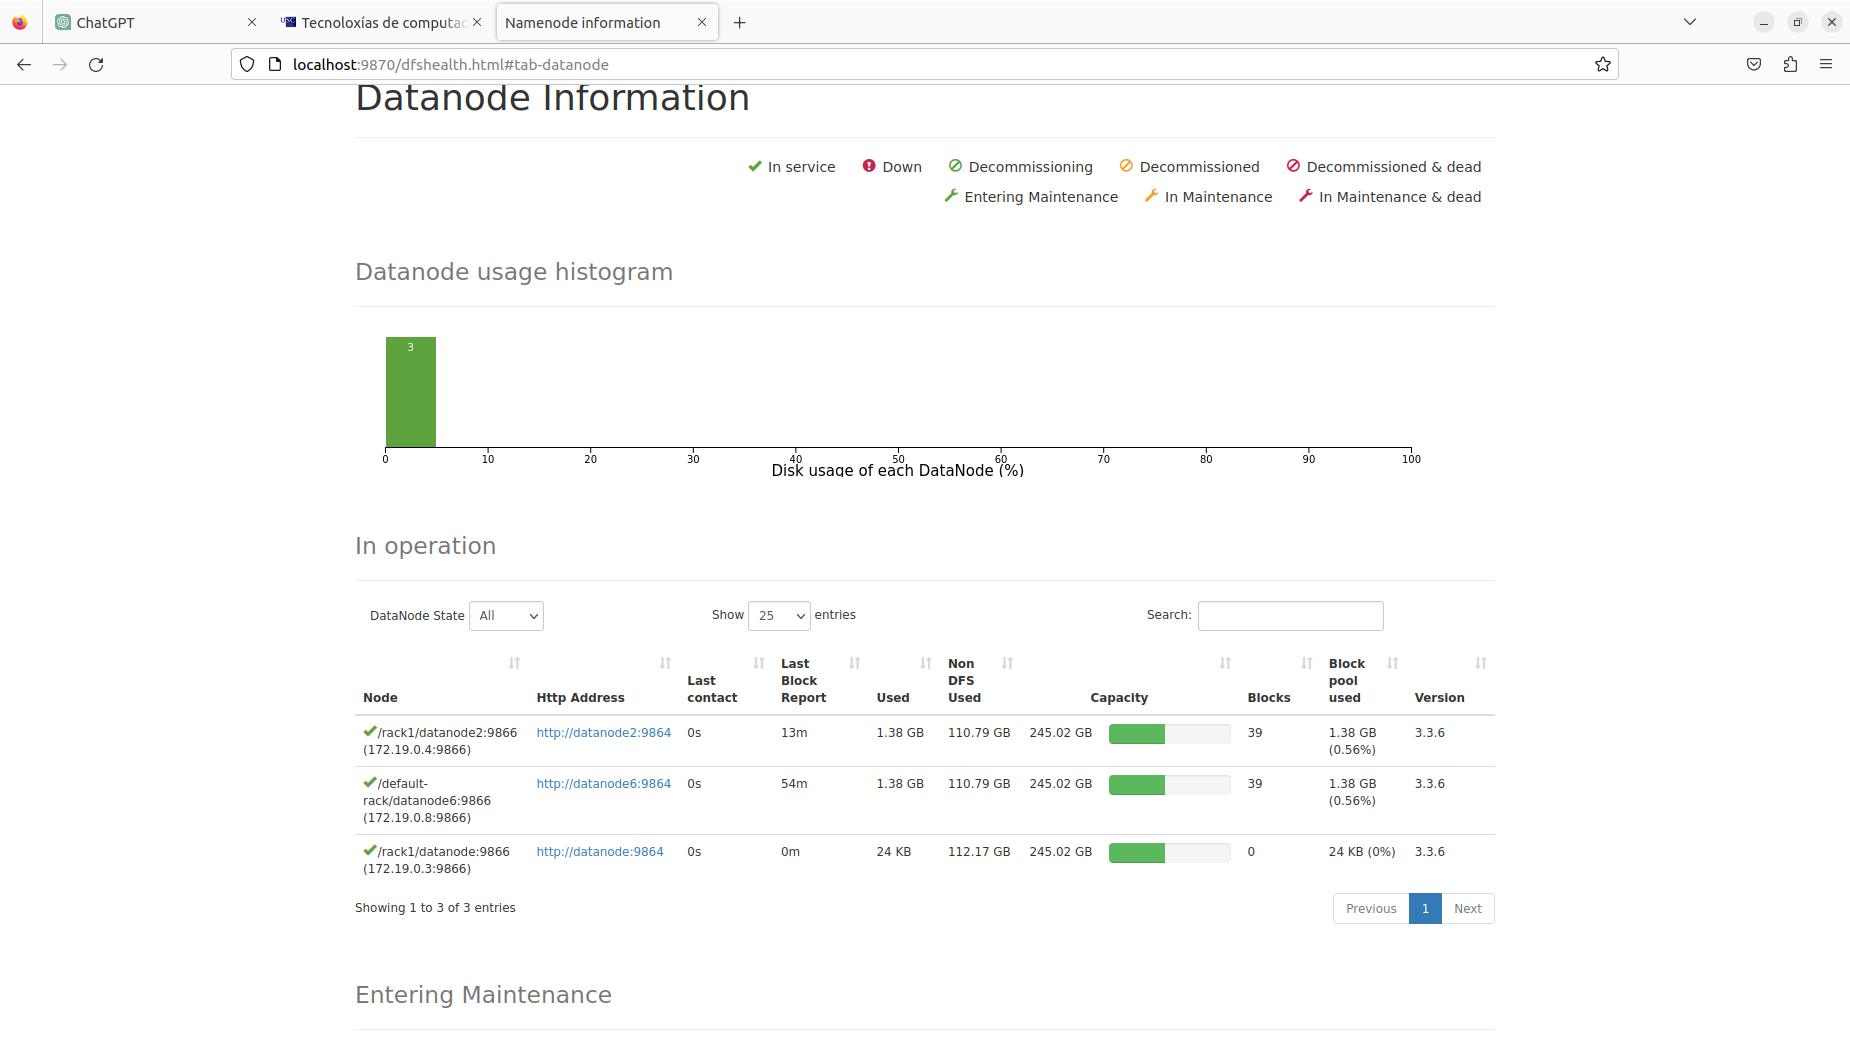 ChatGPT
USC Tecnoloxías de computac
Namenode information
localhost:9870/dfshealth.html#tab-datanode
Datanode Information
In service Down Decommissioning Decommissioned Decommissioned & dead
Entering Maintenance In Maintenance In Maintenance & dead
Datanode usage histogram
3
0 10 20 30 40 50 60 70 80 90 100
Disk usage of each DataNode (%)
In operation
DataNode State All Show 25 entries Search:
Node Http Address Last contact Last Block Report Used Non DFS Used Capacity Blocks Block pool used Version
/rack1/datanode2:9866 http://datanode2:9864 0s 13m 1.38 GB 110.79 GB 245.02 GB 39 1.38 GB 3.3.6
(172.19.0.4:9866) (0.56%)
/default- http://datanode6:9864 0s 54m 1.38 GB 110.79 GB 245.02 GB 39 1.38 GB 3.3.6
rack/datanode6:9866 (0.56%)
(172.19.0.8:9866)
/rack1/datanode:9866 http://datanode:9864 0s 0m 24 KB 112.17 GB 245.02 GB 0 24 KB (0%) 3.3.6
(172.19.0.3:9866)
Showing 1 to 3 of 3 entries Previous 1 Next
Entering Maintenance